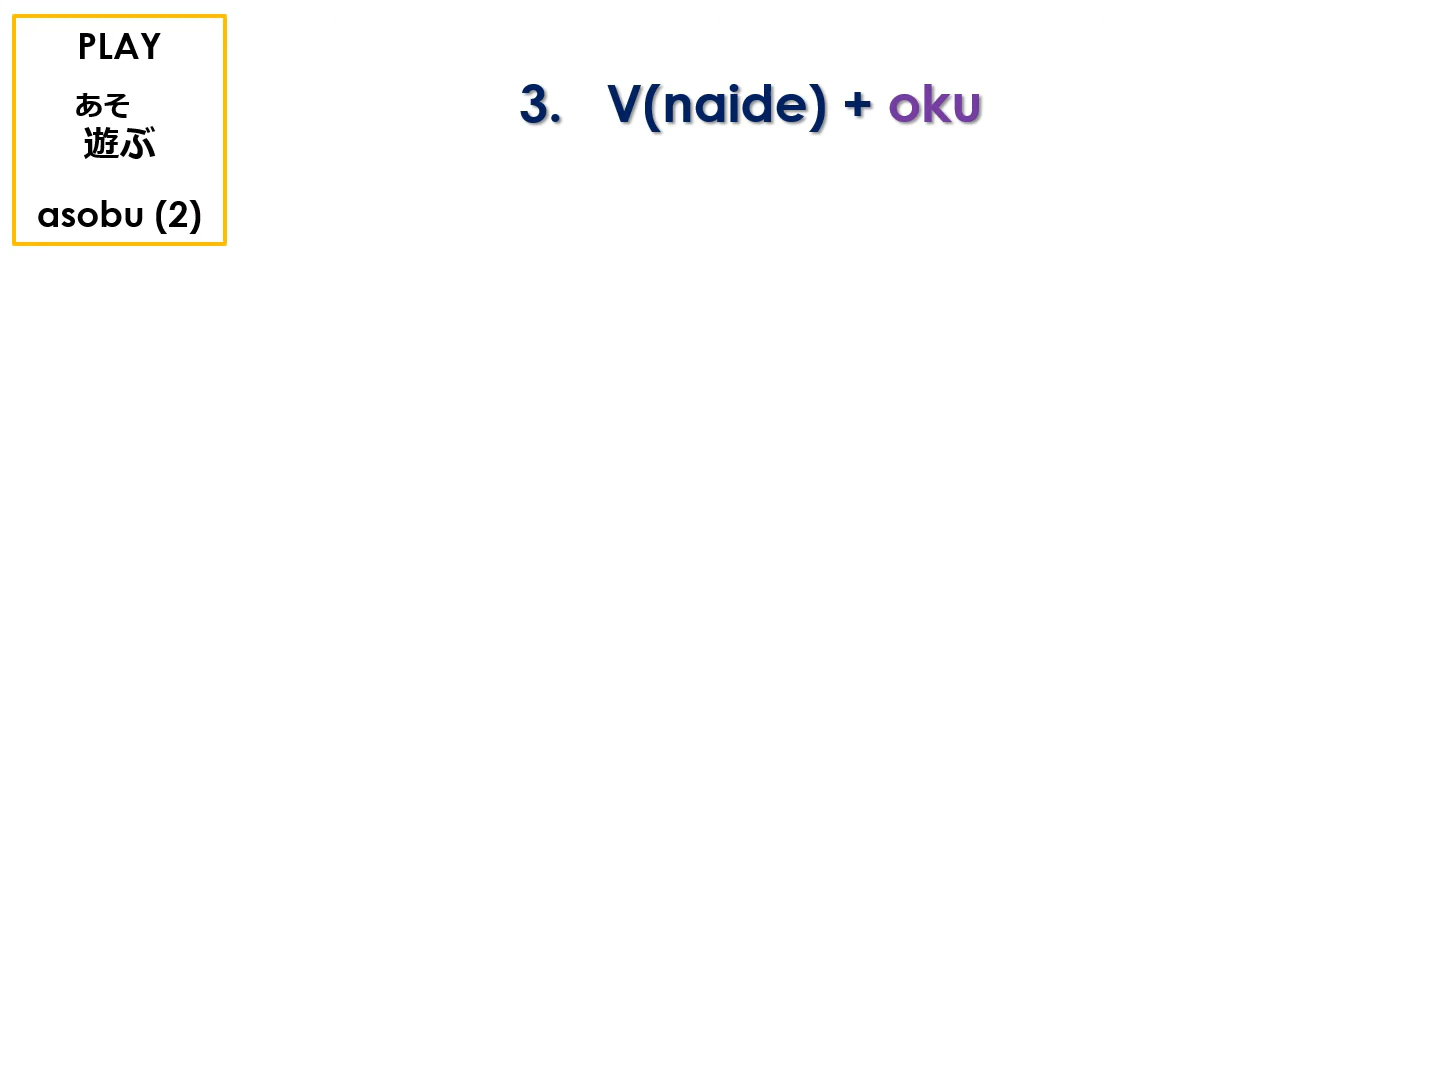 PLAY
あそ
遊ぶ
asobu (2)
3. V(naide) + oku